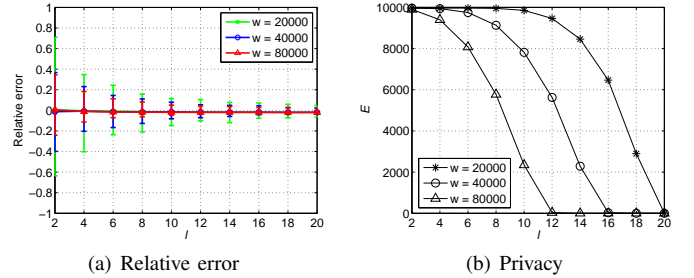 1
0.8
0.6
0.4
0.2
0
−0.2
−0.4
−0.6
−0.8
−1
Relative error
w = 20000
w = 40000
w = 80000
2 4 6 8 10 12 14 16 18 20
l
(a) Relative error
10000
8000
6000
4000
2000
0
E
w = 20000
w = 40000
w = 80000
2 4 6 8 10 12 14 16 18 20
l
(b) Privacy